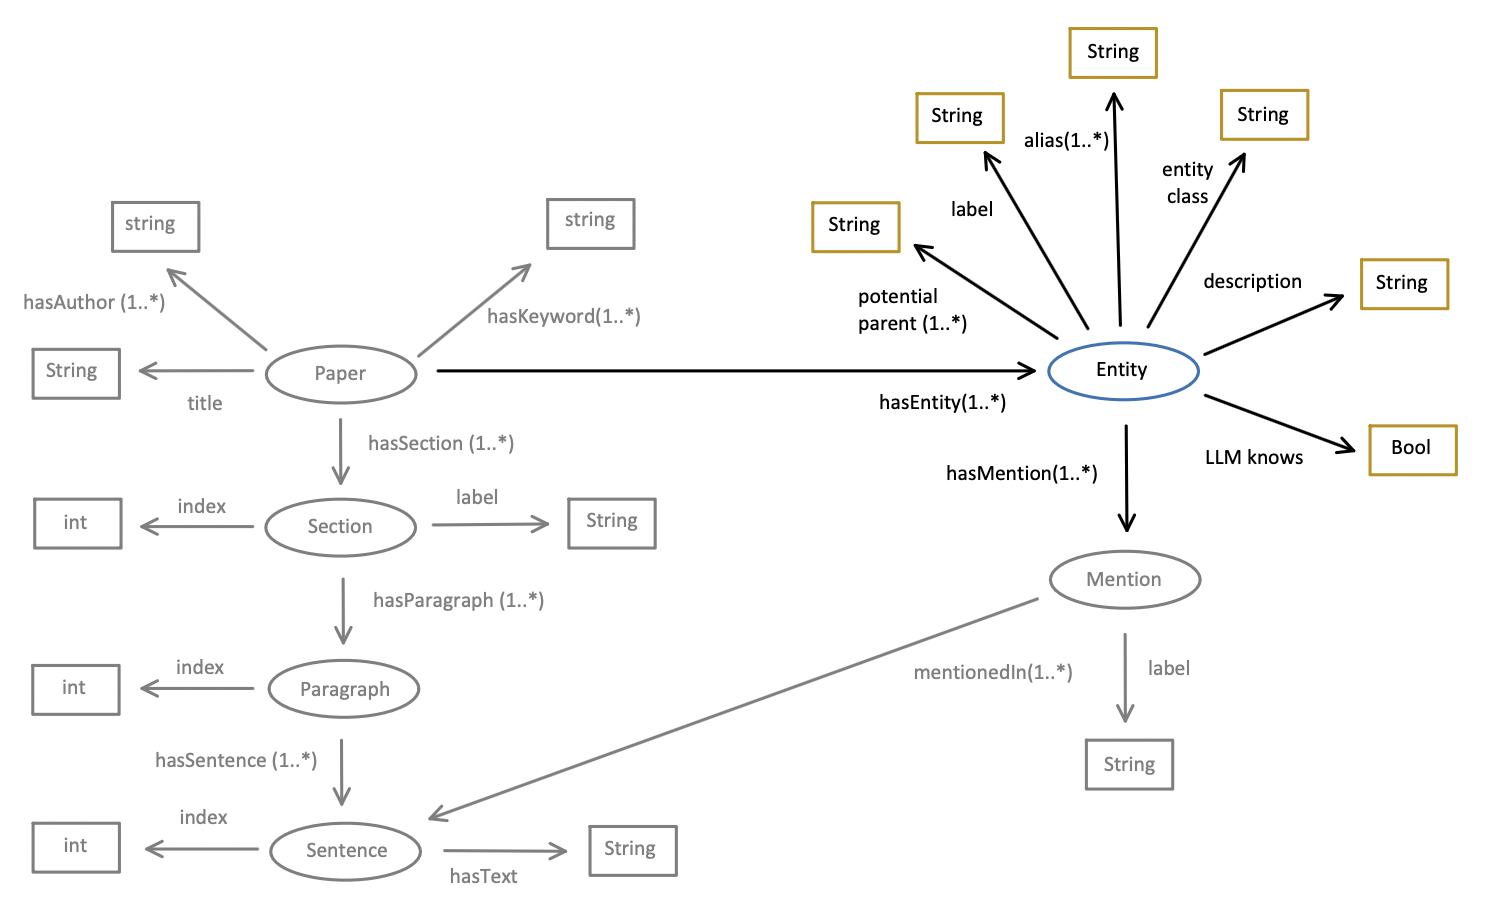 String
String
String
alias(1..*)
entity
class
label
string
string
String
hasAuthor (1..*)
hasKeyword(1..*)
potential
parent (1..*)
description
String
String
title
Paper
hasEntity(1..*)
Entity
LLM knows
Bool
hasSection (1..*)
hasMention(1..*)
int
index
Section
label
String
hasParagraph (1..*)
Mention
int
index
Paragraph
mentionedIn(1..*)
label
hasSentence (1..*)
String
int
index
Sentence
hasText
String